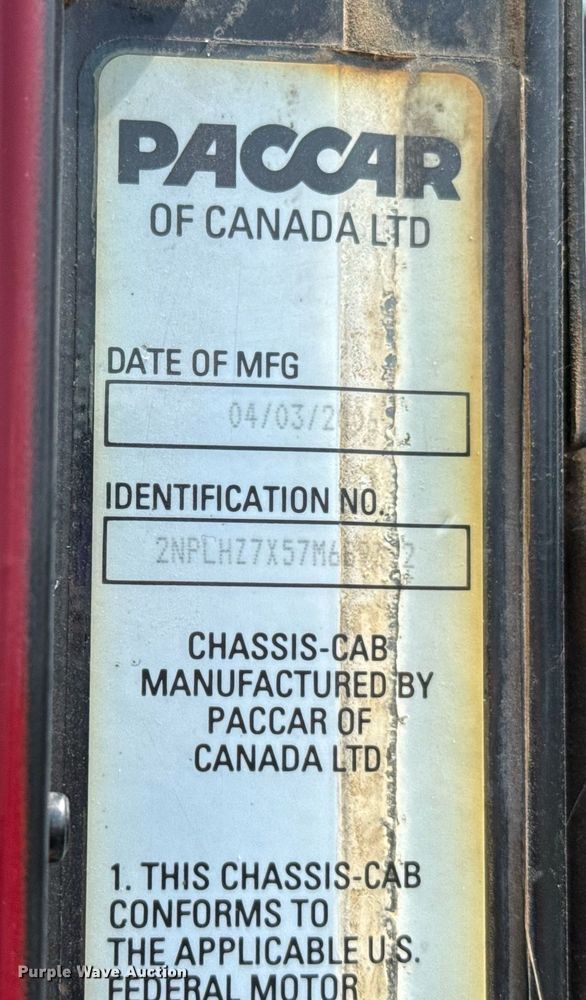 PACCAR
OF CANADA LTD
DATE OF MFG
IDENTIFICATION NO.
CHASSIS-CAB
MANUFACTURED BY
PACCAR OF
CANADA LTD
1. THIS CHASSIS-CAB
CONFORMS TO
THE APPLICABLE U.S.
FEDERAL MOTOR
Purple Wave Auction